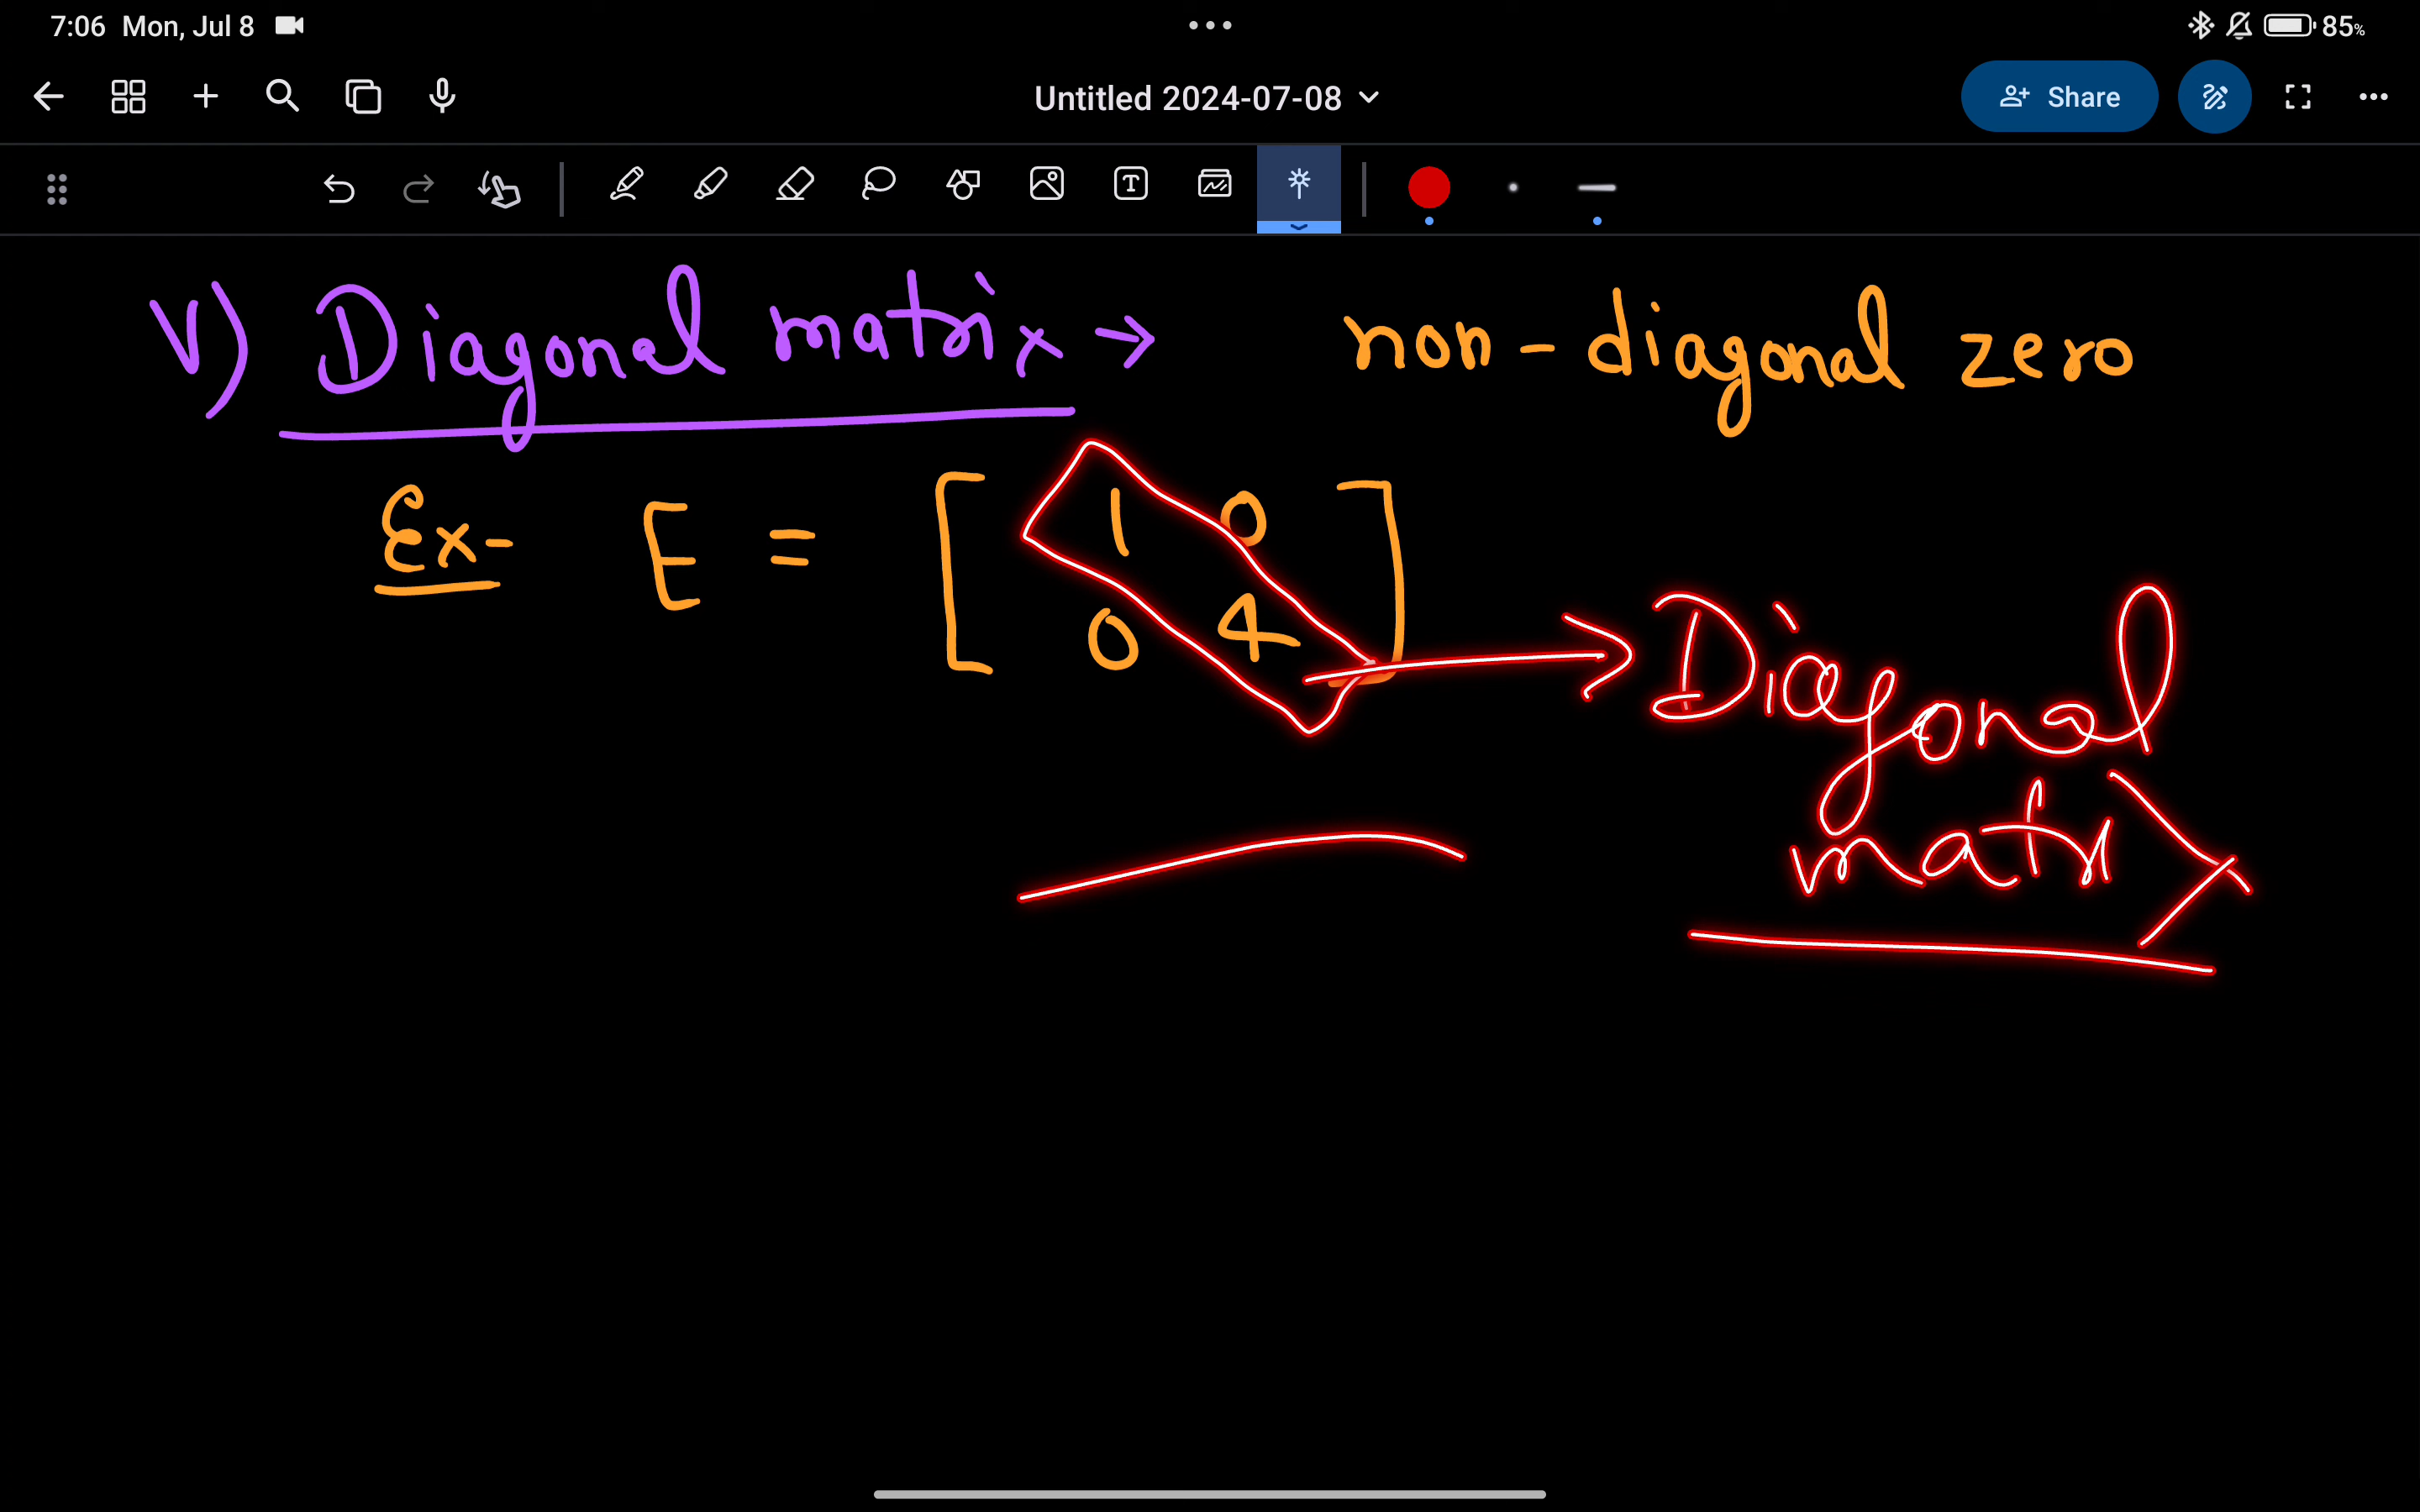 7:06 Mon, Jul 8 85%
Untitled 2024-07-08 Share
V) Diagonal matrix → non-diagonal zero
Ex- E = [ 1 0
0 4 ] → Diagonal
matrix